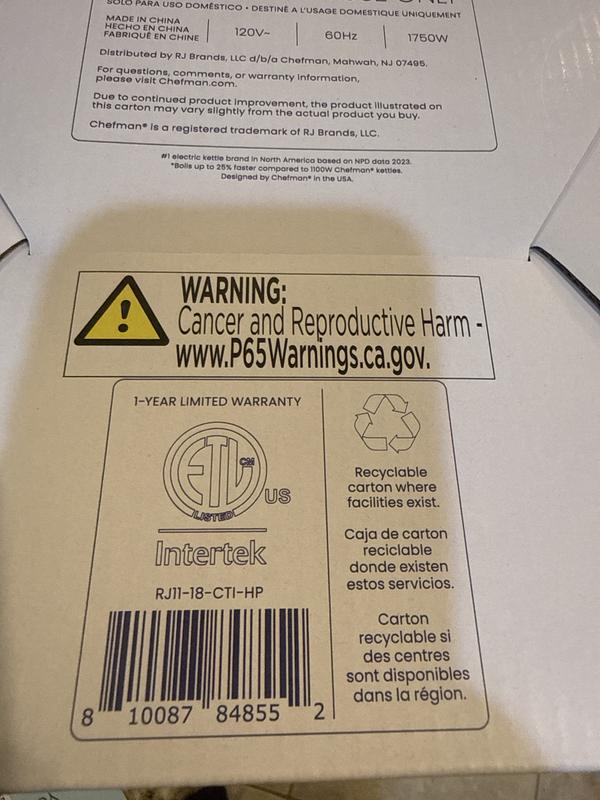 SOLO PARA USO DOMÉSTICO • DESTINÉ A L'USAGE DOMESTIQUE UNIQUEMENT
MADE IN CHINA
HECHO EN CHINA
FABRIQUÉ EN CHINE
120V~
60Hz
1750W
Distributed by RJ Brands, LLC d/b/a Chefman, Mahwah, NJ 07495.
For questions, comments, or warranty information,
please visit Chefman.com.
Due to continued product improvement, the product illustrated on
this carton may vary slightly from the actual product you buy.
Chefman® is a registered trademark of RJ Brands, LLC.
#1 electric kettle brand in North America based on NPD data 2023.
*Boils up to 25% faster compared to 1100W Chefman® kettles.
Designed by Chefman® in the USA.
WARNING:
Cancer and Reproductive Harm -
www.P65Warnings.ca.gov.
1-YEAR LIMITED WARRANTY
ETL
CM
US
LISTED
Intertek
RJ11-18-CTI-HP
8 10087 84855 2
Recyclable
carton where
facilities exist.
Caja de carton
reciclable
donde existen
estos servicios.
Carton
recyclable si
des centres
sont disponibles
dans la région.